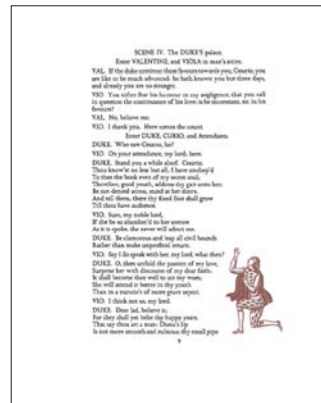 SCENE IV. The DUKE'S palace.
Enter VALENTINE, and VIOLA in man's attire.
VAL. If the duke continue these favours towards you, Cesario, you
are like to be much advanced: he hath known you but three days,
and already you are no stranger.
VIO. You either fear his humour or my negligence, that you call
in question the continuance of his love: is he inconstant, sir, in his
favours?
VAL. No, believe me.
VIO. I thank you. Here comes the count.
Enter DUKE, CURIO, and Attendants.
DUKE. Who saw Cesario, ho?
VIO. On your attendance, my lord; here.
DUKE. Stand you a while aloof. Cesario,
Thou know'st no less but all; I have unclasp'd
To thee the book even of my secret soul:
Therefore, good youth, address thy gait unto her;
Be not denied access, stand at her doors,
And tell them, there thy fixed foot shall grow
Till thou have audience.
VIO. Sure, my noble lord,
If she be so abandon'd to her sorrow
As it is spoke, she never will admit me.
DUKE. Be clamorous and leap all civil bounds
Rather than make unprofited return.
VIO. Say I do speak with her, my lord, what then?
DUKE. O, then unfold the passion of my love,
Surprise her with discourse of my dear faith:
It shall become thee well to act my woes;
She will attend it better in thy youth
Than in a nuncio's of more grave aspect.
VIO. I think not so, my lord.
DUKE. Dear lad, believe it;
For they shall yet belie thy happy years,
That say thou art a man: Diana's lip
Is not more smooth and rubious; thy small pipe
9